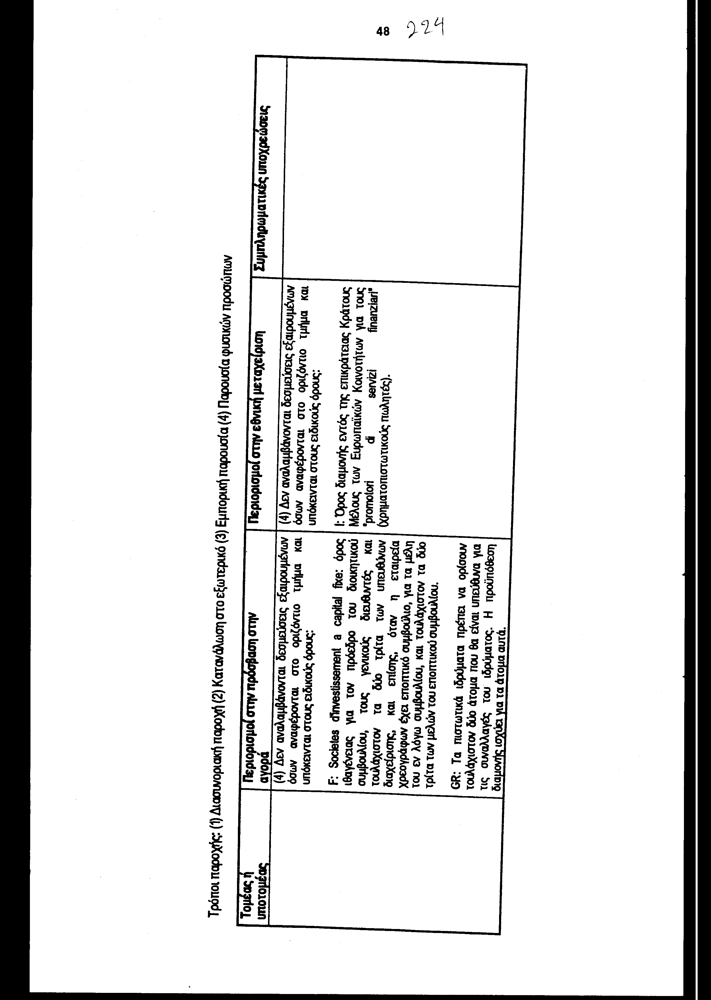 48 224
Τρόποι παροχής: (1) Διασυνοριακή παροχή (2) Κατανάλωση στο εξωτερικό (3) Εμπορική παρουσία (4) Παρουσία φυσικών προσώπων
Τομέας ή
υποτομέας
Περιορισμοί στην πρόσβαση στην
αγορά
Περιορισμοί στην εθνική μεταχείριση
Συμπληρωματικές υποχρεώσεις
(4) Δεν αναλαμβάνονται δεσμεύσεις εξαιρουμένων
όσων αναφέρονται στο οριζόντιο τμήμα και
υπόκεινται στους ειδικούς όρους:
F: Societes d'investissement a capital fixe: όρος
ιθαγένειας για τον πρόεδρο του διοικητικού
συμβουλίου, τους γενικούς διευθυντές και
τουλάχιστον τα δύο τρίτα των υπευθύνων
διαχείρισης, και επίσης, όταν η εταιρεία
χρεογράφων έχει εποπτικό συμβούλιο, για τα μέλη
του εν λόγω συμβουλίου, και τουλάχιστον τα δύο
τρίτα των μελών του εποπτικού συμβουλίου.
GR: Τα πιστωτικά ιδρύματα πρέπει να ορίσουν
τουλάχιστον δύο άτομα που θα είναι υπεύθυνα για
τις συναλλαγές του ιδρύματος. Η προϋπόθεση
διαμονής ισχύει για τα άτομα αυτά.
(4) Δεν αναλαμβάνονται δεσμεύσεις εξαιρουμένων
όσων αναφέρονται στο οριζόντιο τμήμα και
υπόκεινται στους ειδικούς όρους:
I: Όρος διαμονής εντός της επικράτειας Κράτους
Μέλους των Ευρωπαϊκών Κοινοτήτων για τους
"promotori di servizi finanziari"
(χρηματοπιστωτικούς πωλητές).